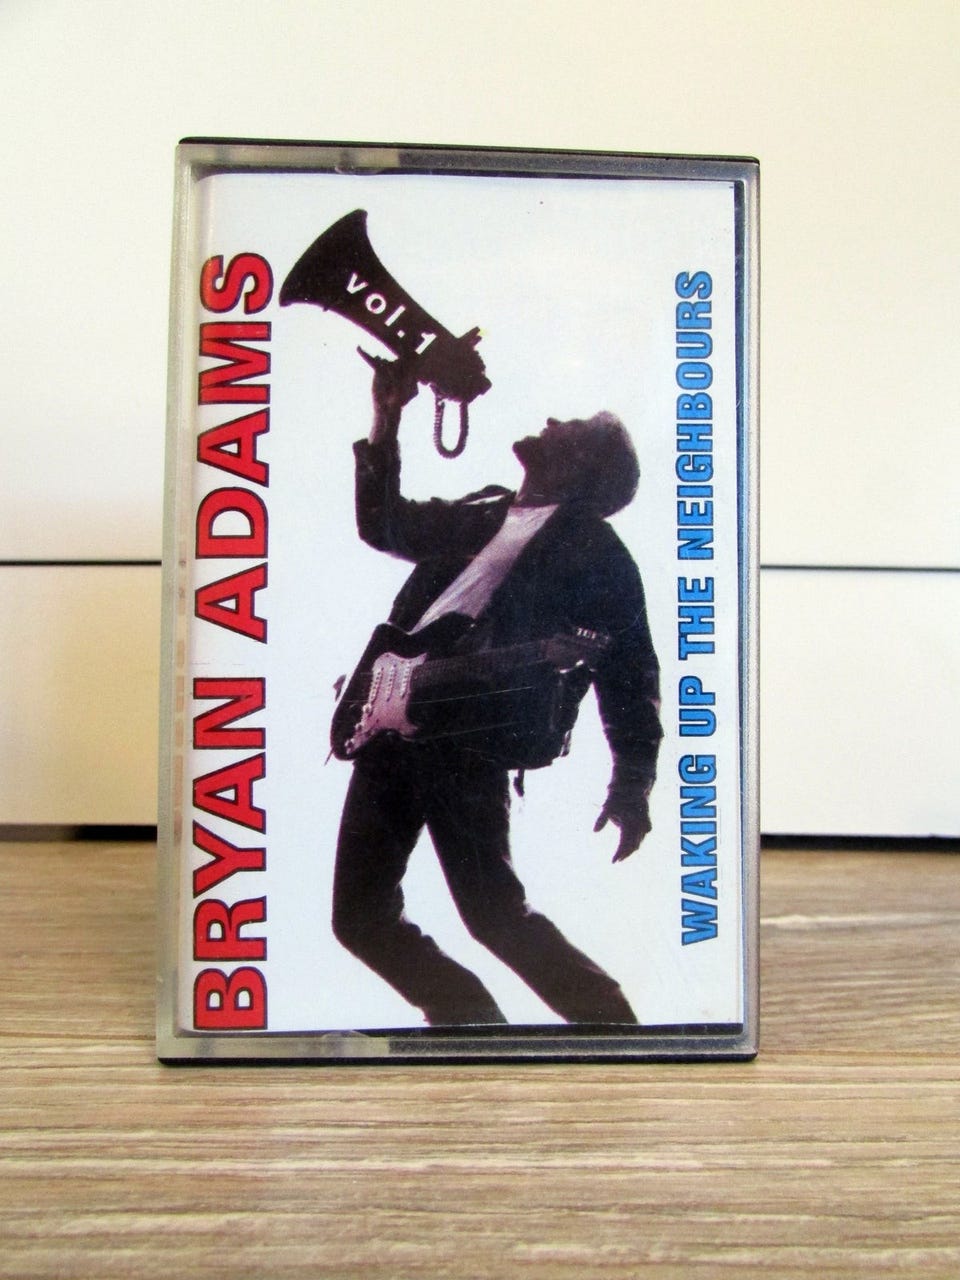 BRYAN ADAMS
vol. 1
WAKING UP THE NEIGHBOURS